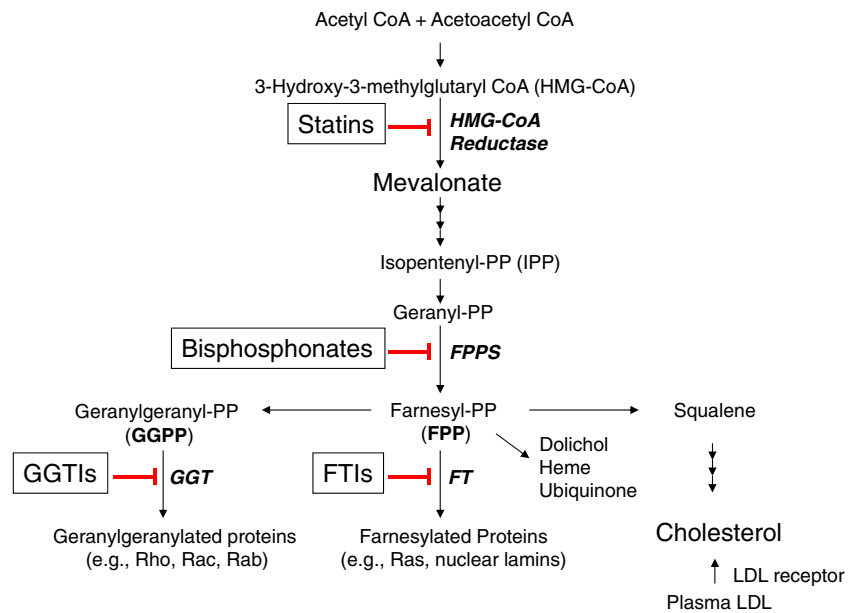 Acetyl CoA + Acetoacetyl CoA
3-Hydroxy-3-methylglutaryl CoA (HMG-CoA)
Statins
HMG-CoA
Reductase
Mevalonate
Isopentenyl-PP (IPP)
Geranyl-PP
Bisphosphonates
FPPS
Geranylgeranyl-PP
(GGPP)
Farnesyl-PP
(FPP)
Squalene
Dolichol
Heme
Ubiquinone
GGTIs
GGT
FTIs
FT
Geranylgeranylated proteins
(e.g., Rho, Rac, Rab)
Farnesylated Proteins
(e.g., Ras, nuclear lamins)
Cholesterol
LDL receptor
Plasma LDL